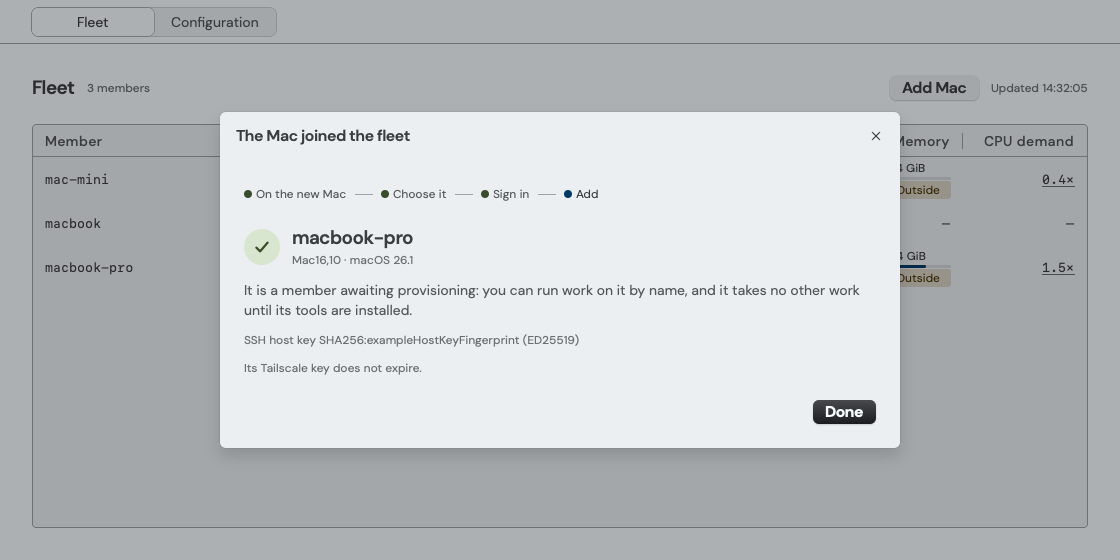 Fleet
Configuration
Fleet
3 members
Add Mac
Updated 14:32:05
Member
Memory
CPU demand
mac-mini
GiB
Outside
0.4×
macbook
—
—
macbook-pro
GiB
Outside
1.5×
The Mac joined the fleet
On the new Mac
Choose it
Sign in
Add
macbook-pro
Mac16,10 · macOS 26.1
It is a member awaiting provisioning: you can run work on it by name, and it takes no other work
until its tools are installed.
SSH host key SHA256:exampleHostKeyFingerprint (ED25519)
Its Tailscale key does not expire.
Done